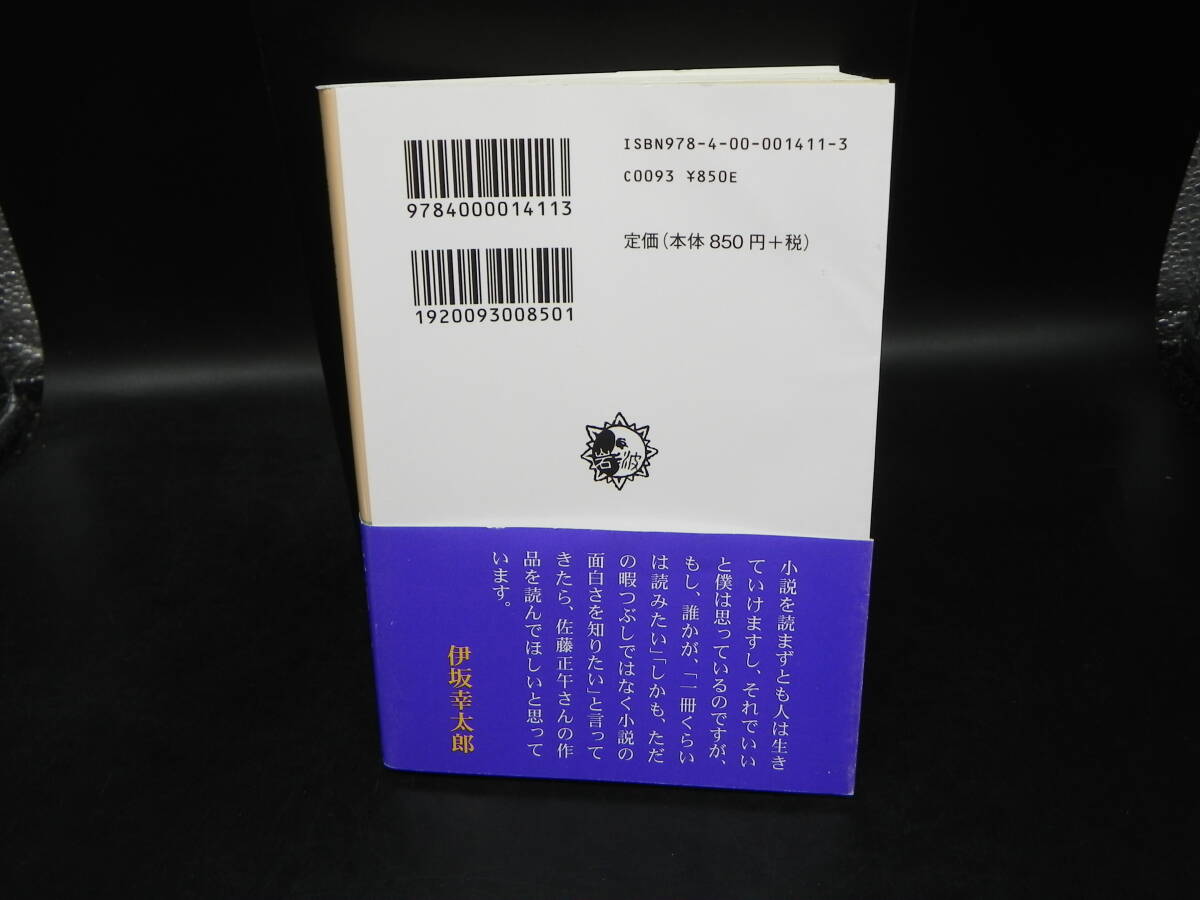 ISBN978-4-00-001411-3
C0093 ¥850E
定価(本体850円+税)
9784000014113
1920093008501
岩波
小説を読まずとも人は生き
ていけますし、それでいい
と僕は思っているのですが、
もし、誰かが、「一冊くらい
は読みたい」「しかも、ただ
の暇つぶしではなく小説の
面白さを知りたい」と言って
きたら、佐藤正午さんの作
品を読んでほしいと思って
います。
伊坂幸太郎